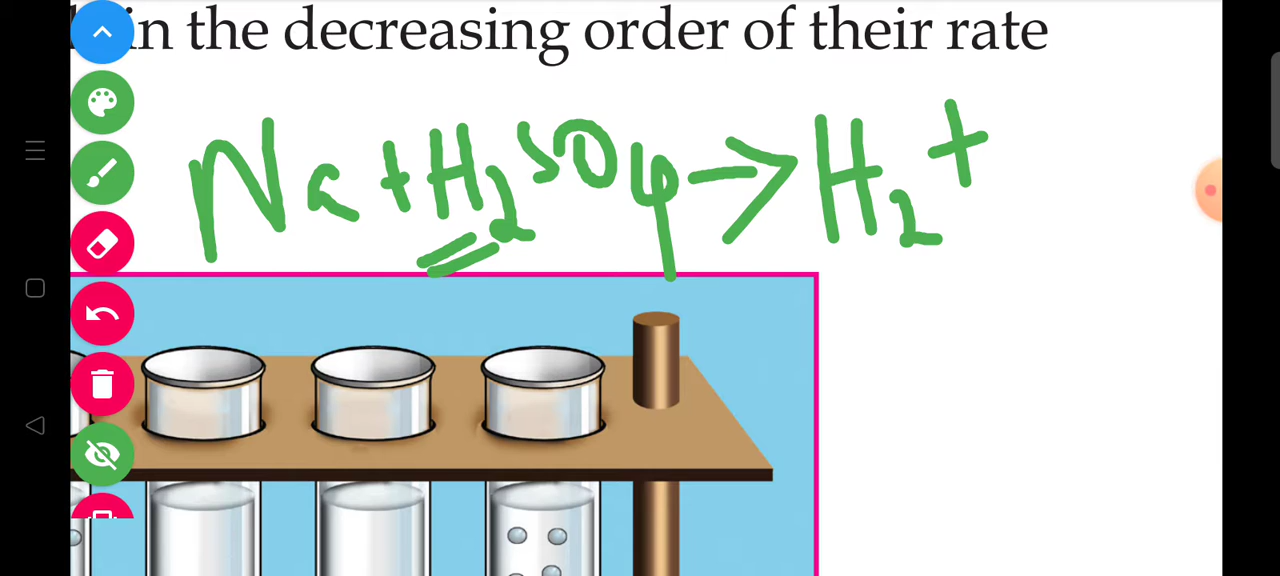 in the decreasing order of their rate
Na + H2SO4 → H2 +